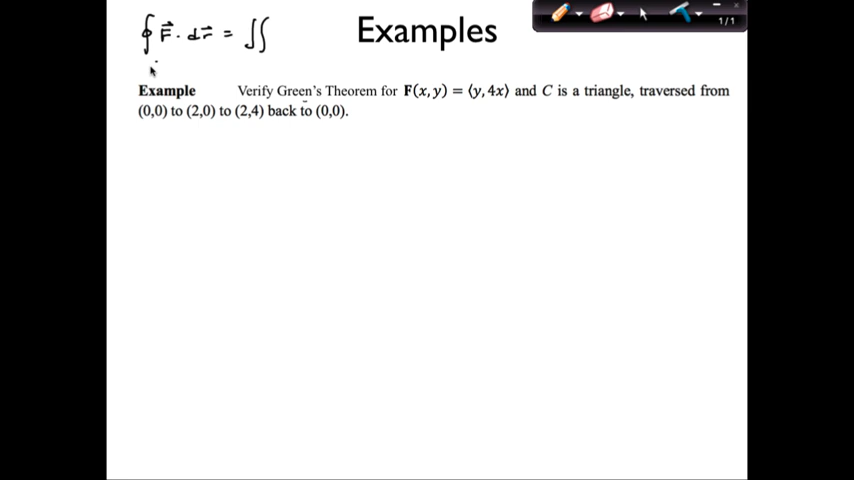 ∮ F⃗ · dr⃗ = ∬
Examples
1/1
Example Verify Green's Theorem for F(x, y) = ⟨y, 4x⟩ and C is a triangle, traversed from
(0,0) to (2,0) to (2,4) back to (0,0).